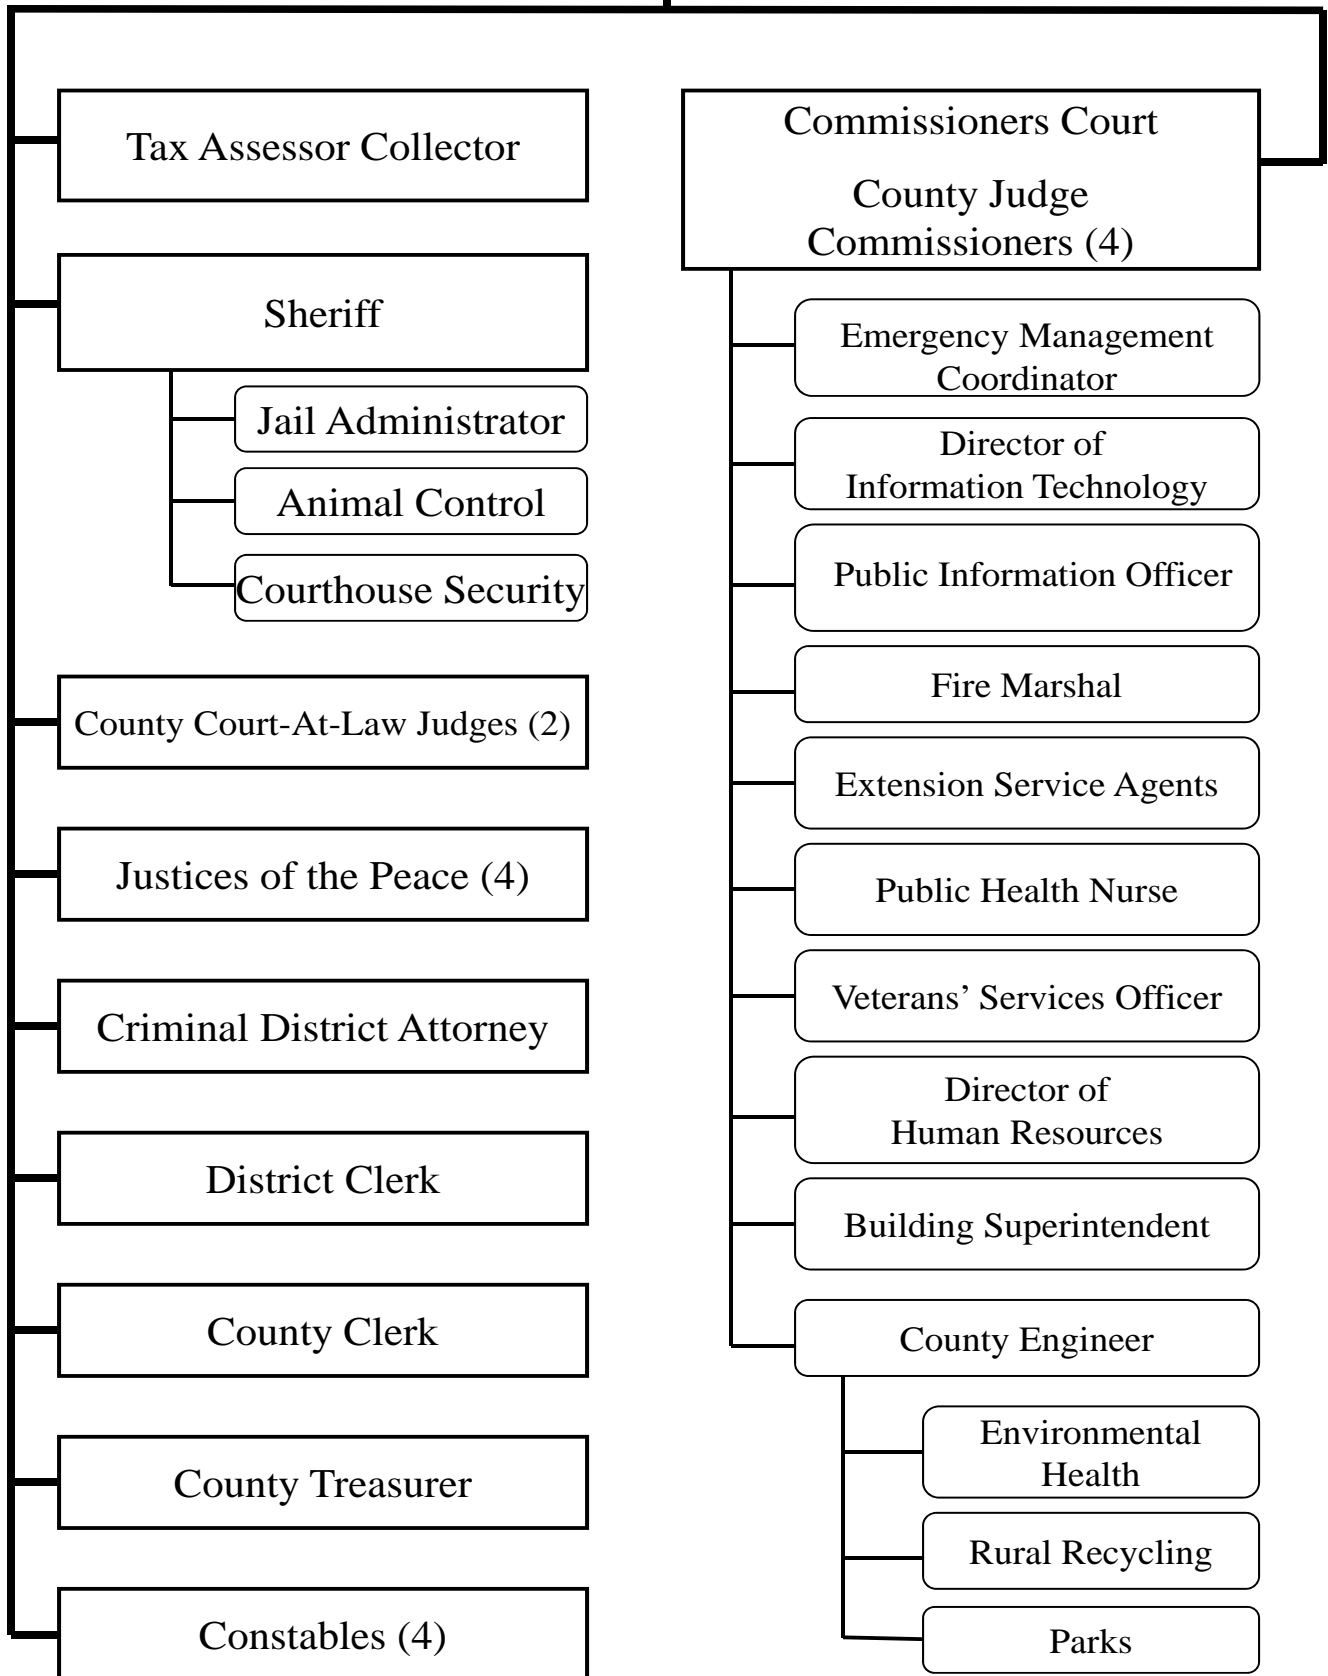 Tax Assessor Collector
Sheriff
Jail Administrator
Animal Control
Courthouse Security
County Court-At-Law Judges (2)
Justices of the Peace (4)
Criminal District Attorney
District Clerk
County Clerk
County Treasurer
Constables (4)
Commissioners Court
County Judge
Commissioners (4)
Emergency Management
Coordinator
Director of
Information Technology
Public Information Officer
Fire Marshal
Extension Service Agents
Public Health Nurse
Veterans’ Services Officer
Director of
Human Resources
Building Superintendent
County Engineer
Environmental
Health
Rural Recycling
Parks